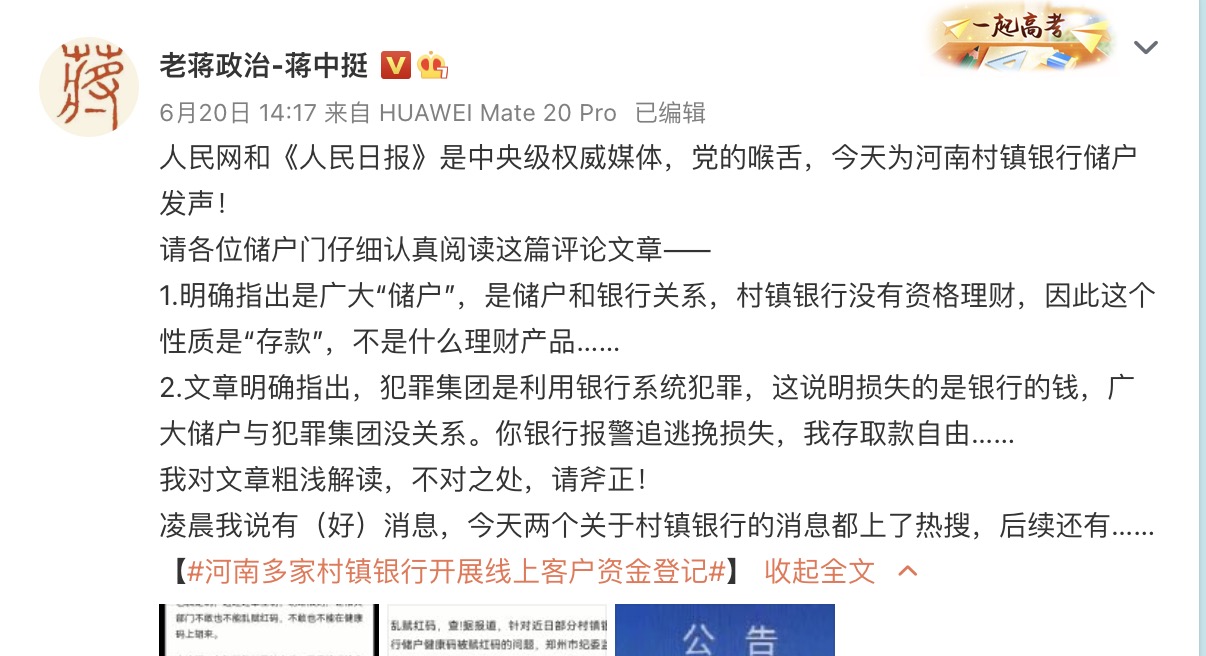 一起高考
蒋
老蒋政治-蒋中挺
6月20日 14:17 来自 HUAWEI Mate 20 Pro 已编辑
人民网和《人民日报》是中央级权威媒体，党的喉舌，今天为河南村镇银行储户
发声！
请各位储户门仔细认真阅读这篇评论文章——
1.明确指出是广大“储户”，是储户和银行关系，村镇银行没有资格理财，因此这个
性质是“存款”，不是什么理财产品……
2.文章明确指出，犯罪集团是利用银行系统犯罪，这说明损失的是银行的钱，广
大储户与犯罪集团没关系。你银行报警追逃挽损失，我存取款自由……
我对文章粗浅解读，不对之处，请斧正！
凌晨我说有（好）消息，今天两个关于村镇银行的消息都上了热搜，后续还有……
【#河南多家村镇银行开展线上客户资金登记#】 收起全文
部门不敢也不能乱赋红码，不敢也不能在健康
码上胡来。
乱赋红码，查!据报道，针对近日部分村镇银
行储户健康码被赋红码的问题，郑州市纪委监
公告